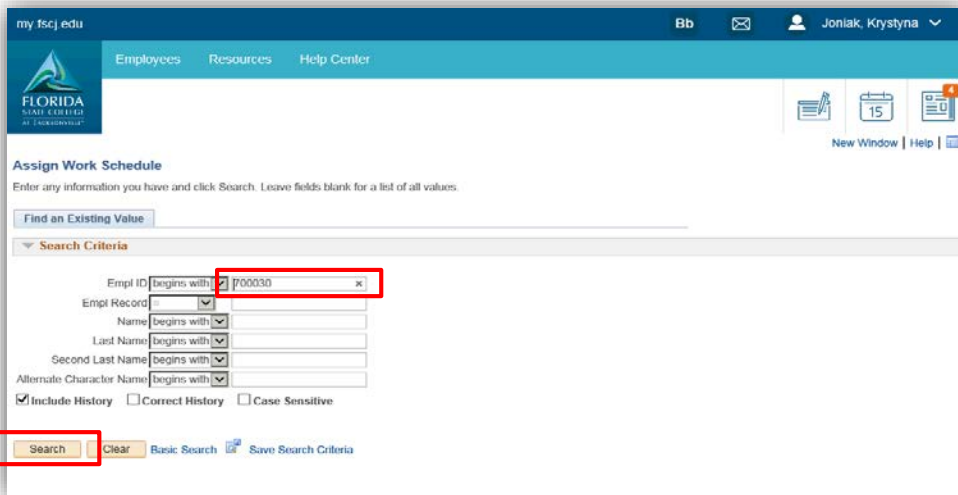 my.fscj.edu Bb Joniak, Krystyna
Employees Resources Help Center
FLORIDA
STATE COLLEGE
AT JACKSONVILLE
4
15
New Window | Help |
Assign Work Schedule
Enter any information you have and click Search. Leave fields blank for a list of all values.
Find an Existing Value
Search Criteria
Empl ID begins with 700030 ×
Empl Record =
Name begins with
Last Name begins with
Second Last Name begins with
Alternate Character Name begins with
Include History Correct History Case Sensitive
Search Clear Basic Search Save Search Criteria